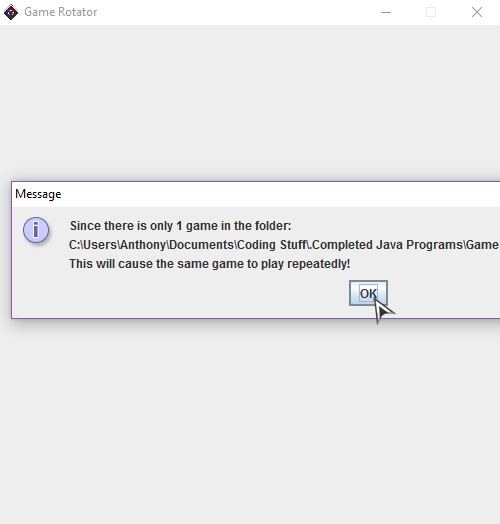 Game Rotator
Message
Since there is only 1 game in the folder:
C:\Users\Anthony\Documents\Coding Stuff\.Completed Java Programs\Game
This will cause the same game to play repeatedly!
OK